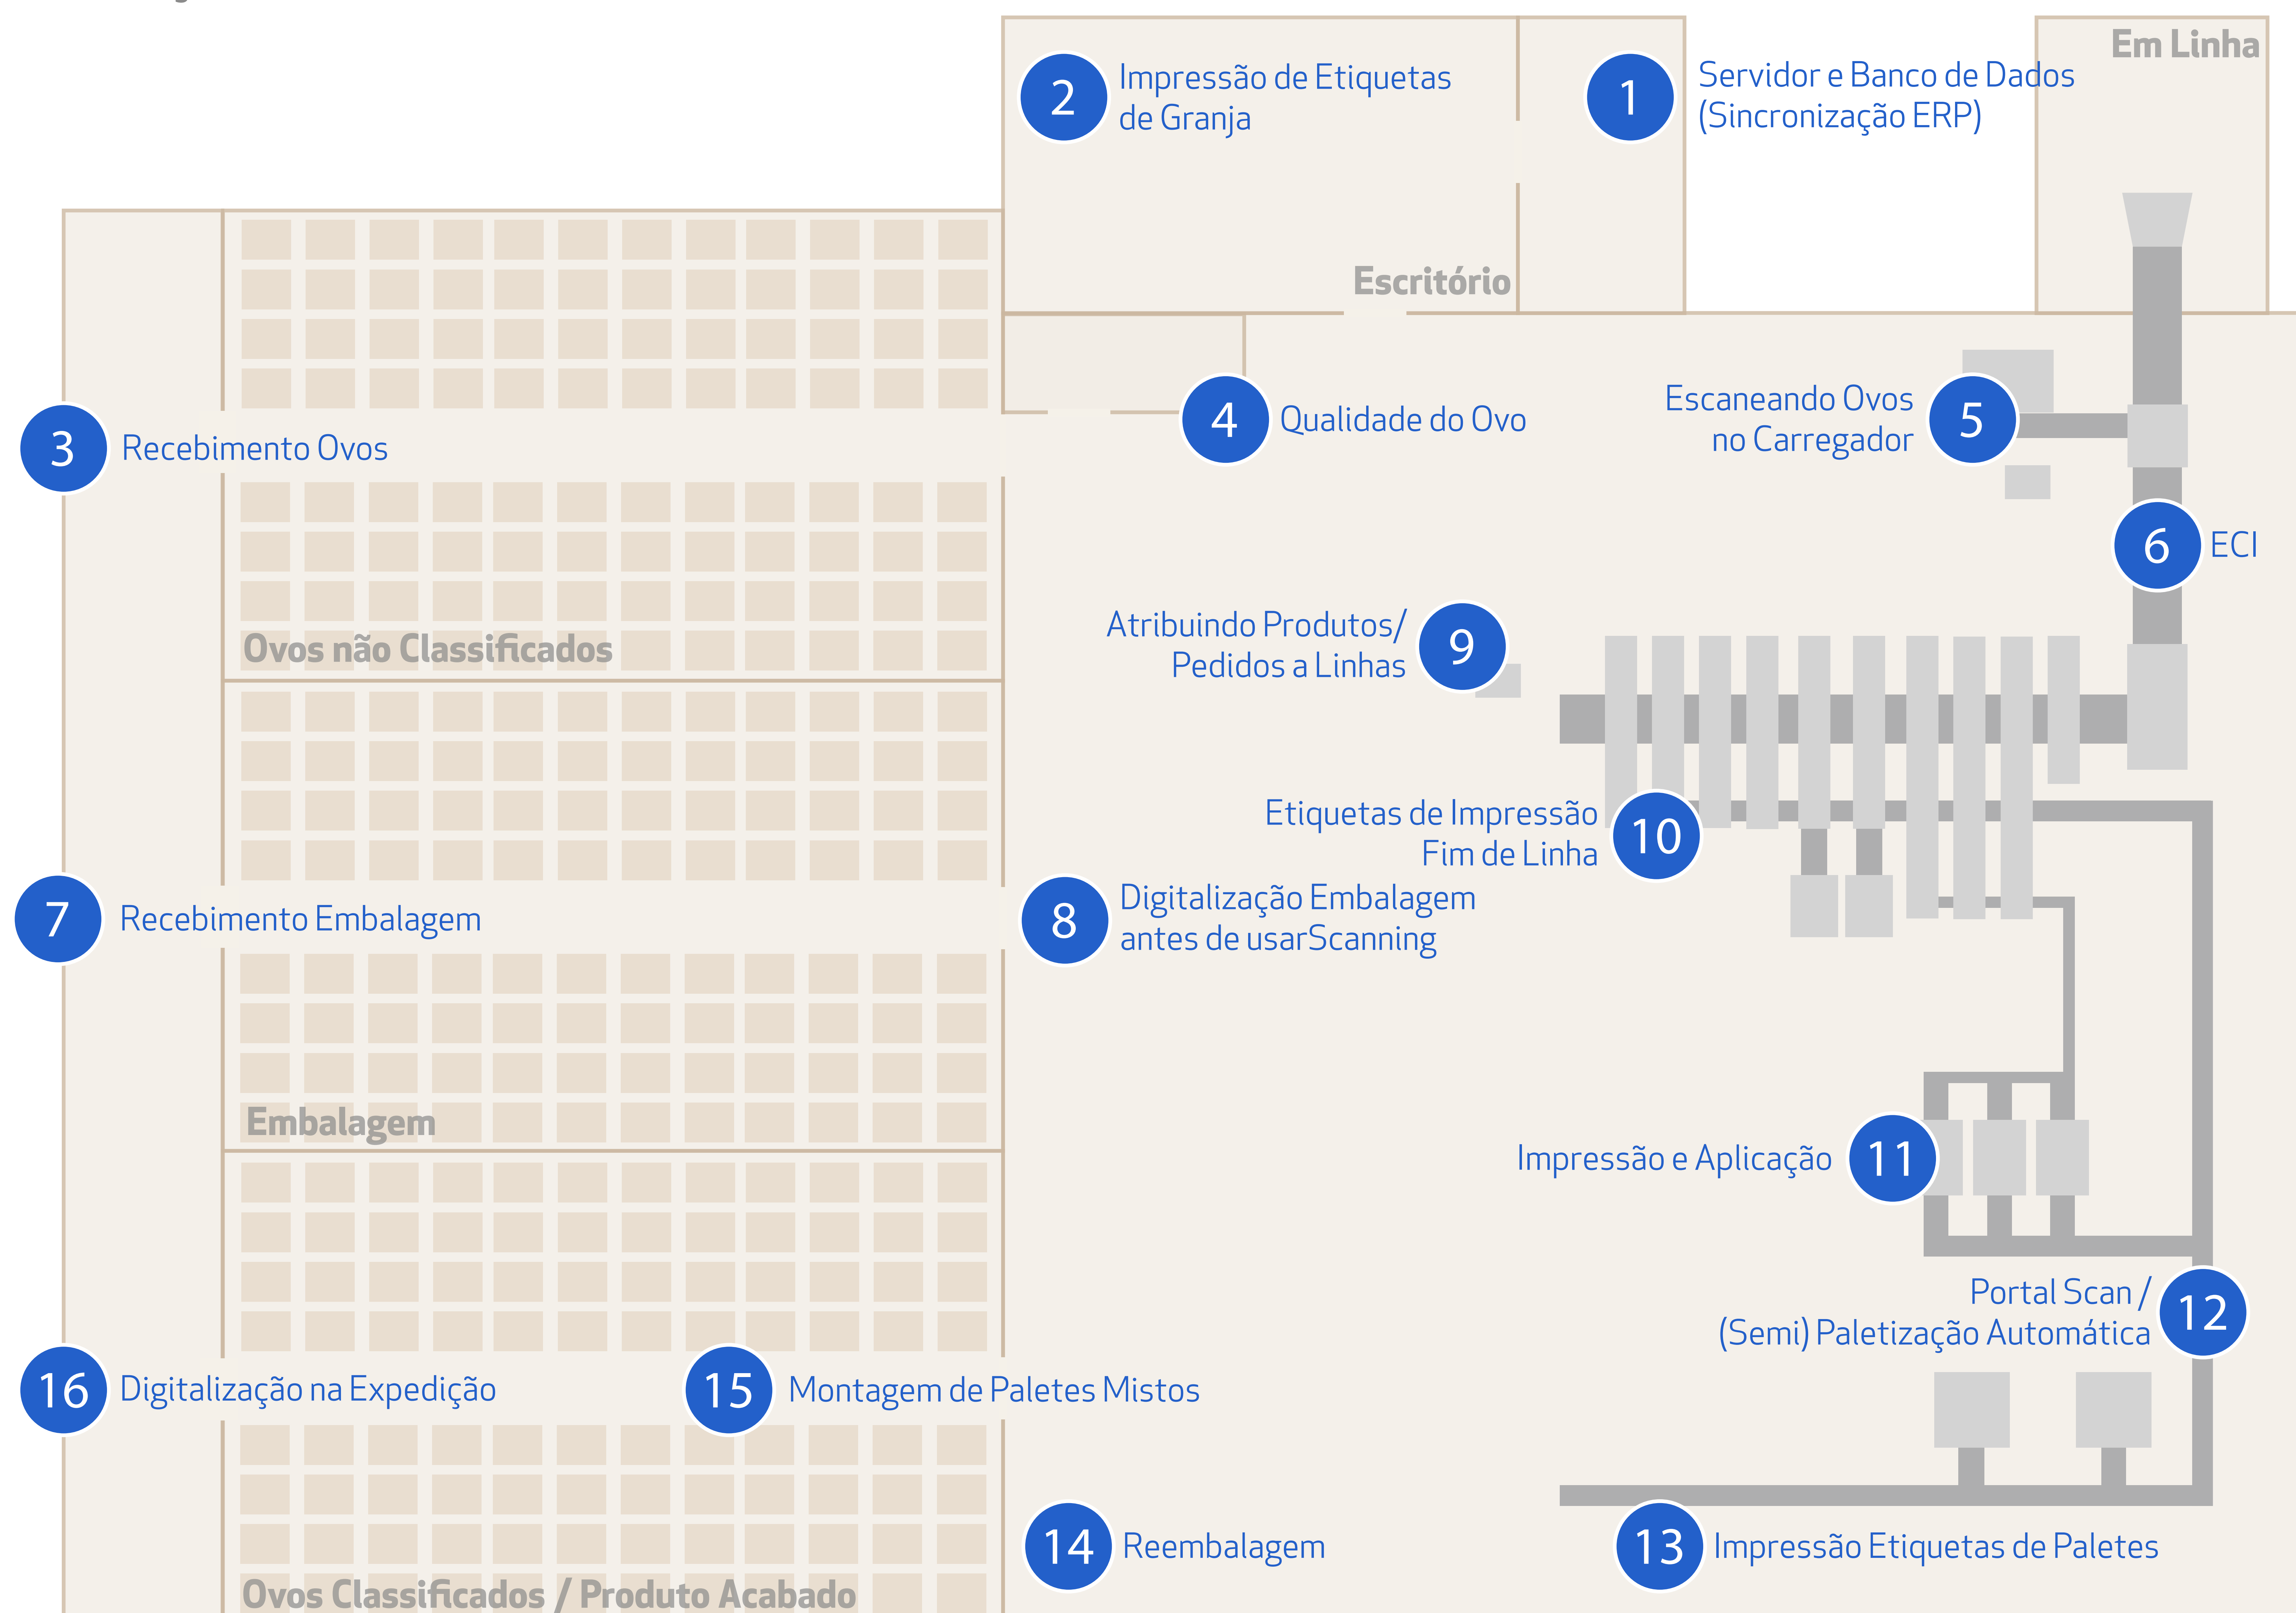 Em Linha
2
Impressão de Etiquetas
de Granja
1
Servidor e Banco de Dados
(Sincronização ERP)
Escritório
3
Recebimento Ovos
4
Qualidade do Ovo
Escaneando Ovos
no Carregador
5
6
ECI
Ovos não Classificados
Atribuindo Produtos/
Pedidos a Linhas
9
Etiquetas de Impressão
Fim de Linha
10
7
Recebimento Embalagem
8
Digitalização Embalagem
antes de usarScanning
Embalagem
Impressão e Aplicação
11
Portal Scan /
(Semi) Paletização Automática
12
16
Digitalização na Expedição
15
Montagem de Paletes Mistos
14
Reembalagem
13
Impressão Etiquetas de Paletes
Ovos Classificados / Produto Acabado